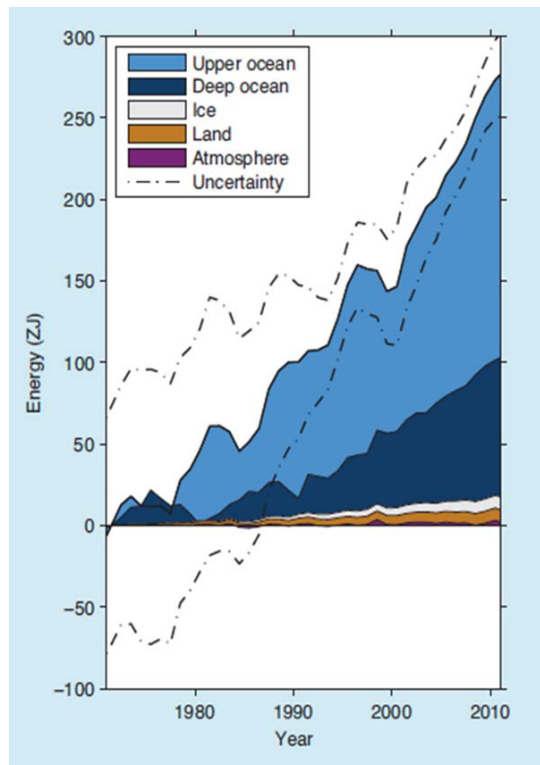 300
250
200
150
100
50
0
−50
−100
Energy (ZJ)
Upper ocean
Deep ocean
Ice
Land
Atmosphere
Uncertainty
1980 1990 2000 2010
Year